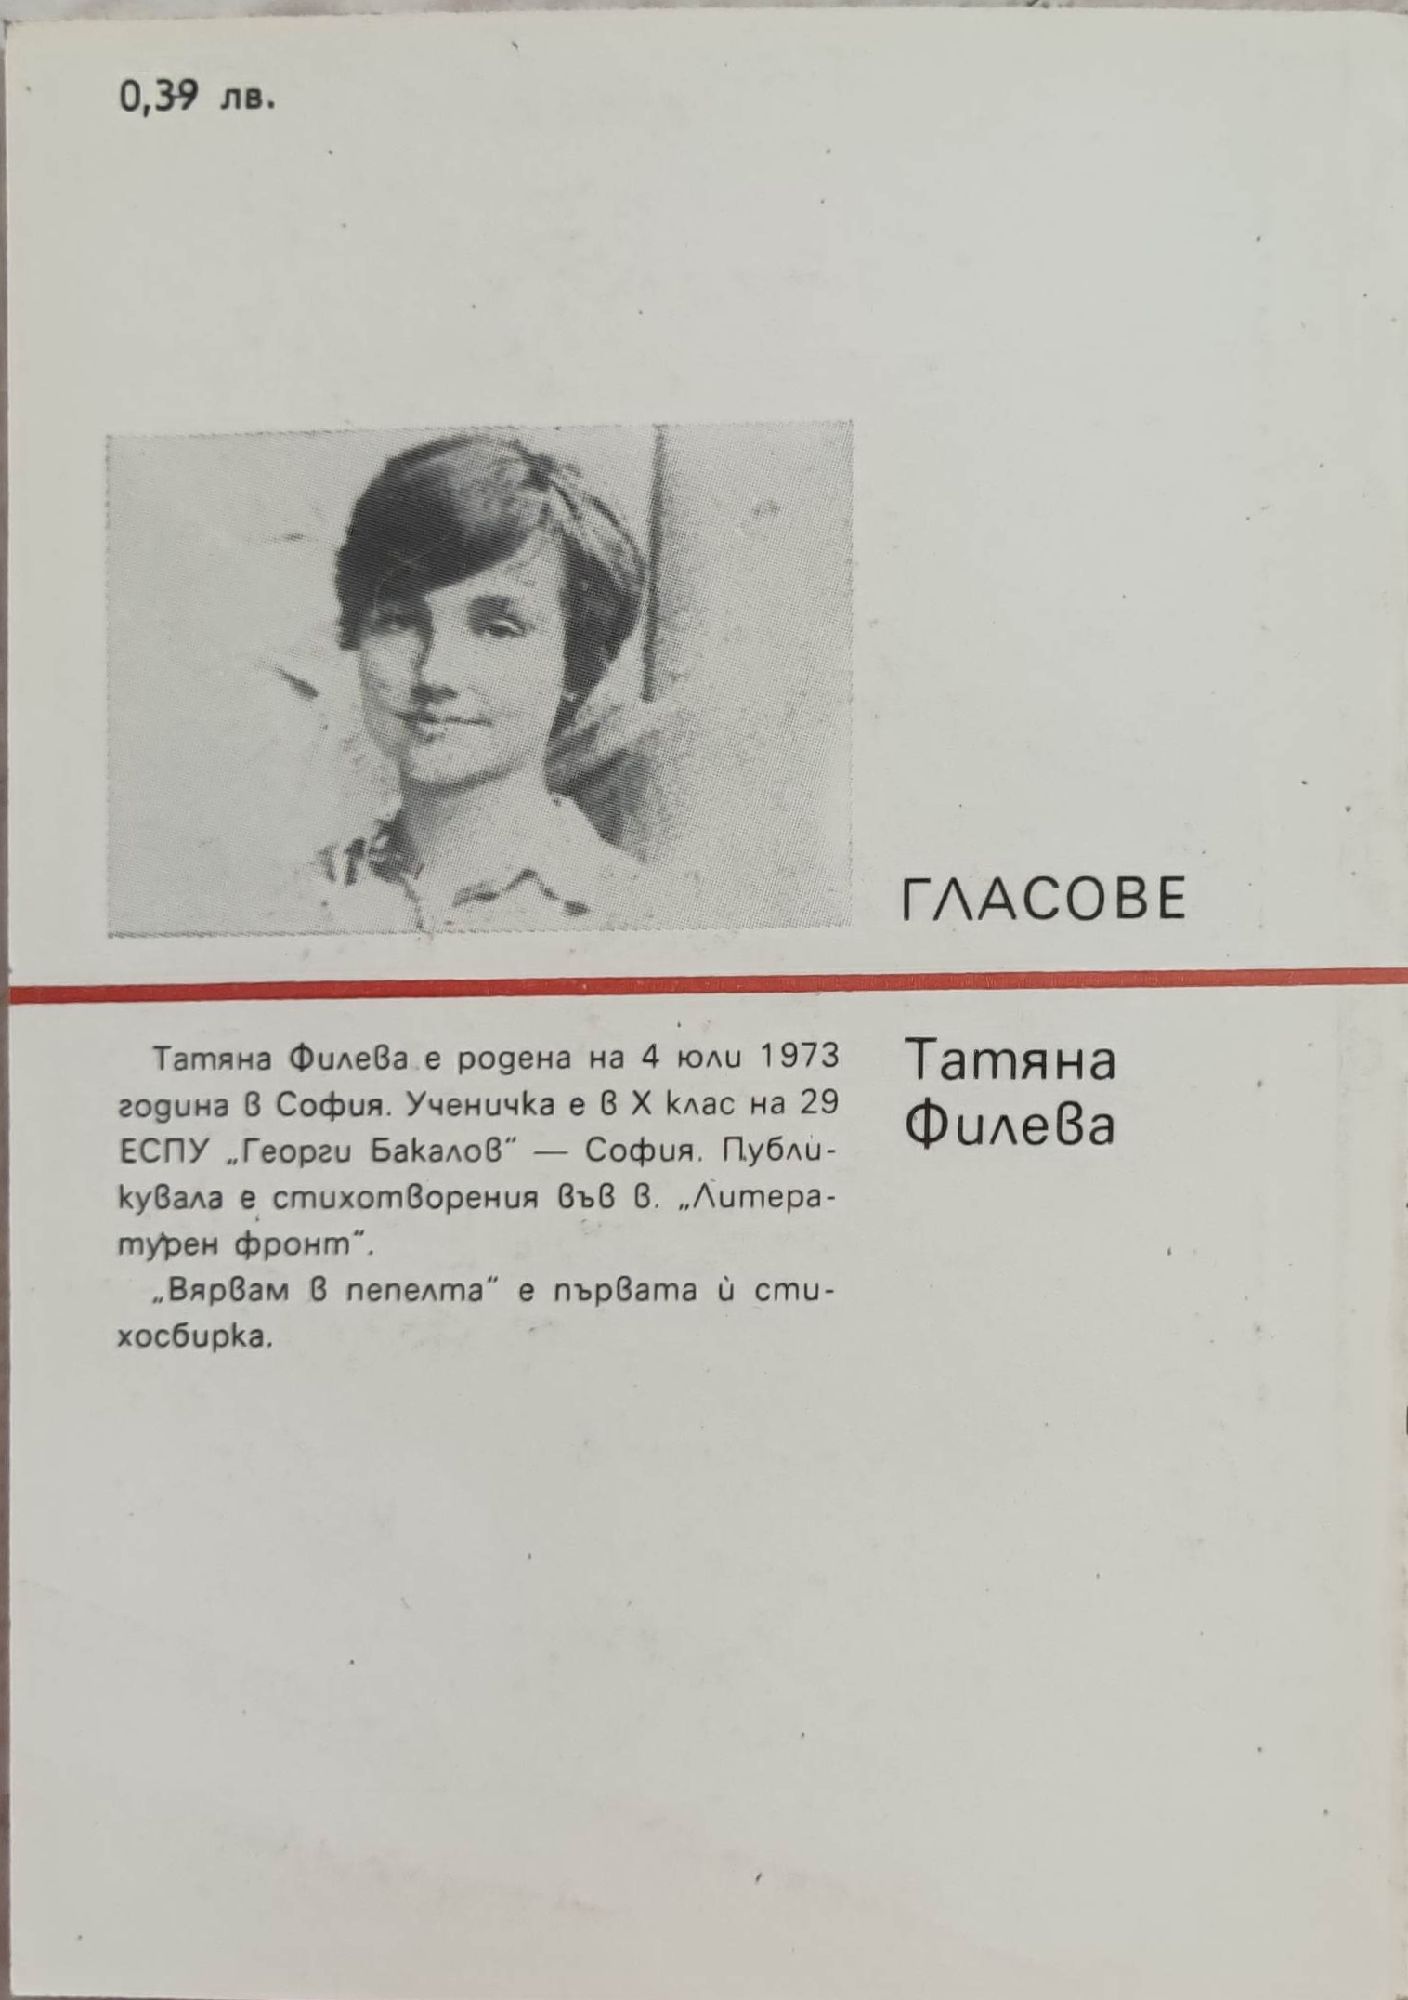 0,39 лв.
ГЛАСОВЕ
Татяна Филева е родена на 4 юли 1973
година в София. Ученичка е в X клас на 29
ЕСПУ „Георги Бакалов“ — София. Публи-
кувала е стихотворения във в. „Литера-
турен фронт“.
„Вярвам в пепелта“ е първата ѝ сти-
хосбирка.
Татяна
Филева